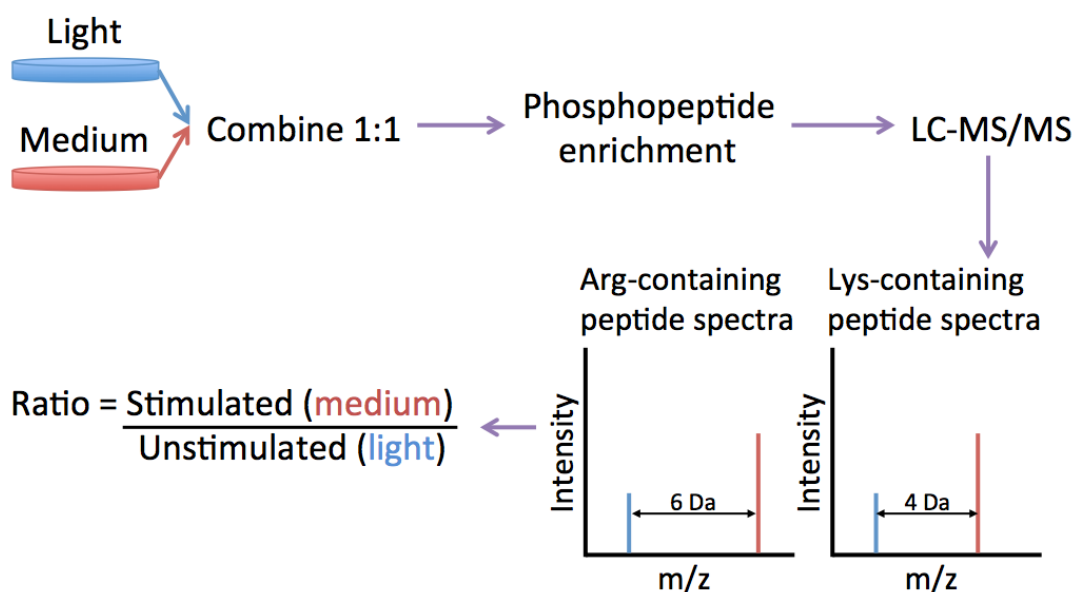 Light
Medium
Combine 1:1
Phosphopeptide
enrichment
LC-MS/MS
Arg-containing
peptide spectra
Lys-containing
peptide spectra
Ratio = Stimulated (medium)
Unstimulated (light)
Intensity
6 Da
m/z
Intensity
4 Da
m/z